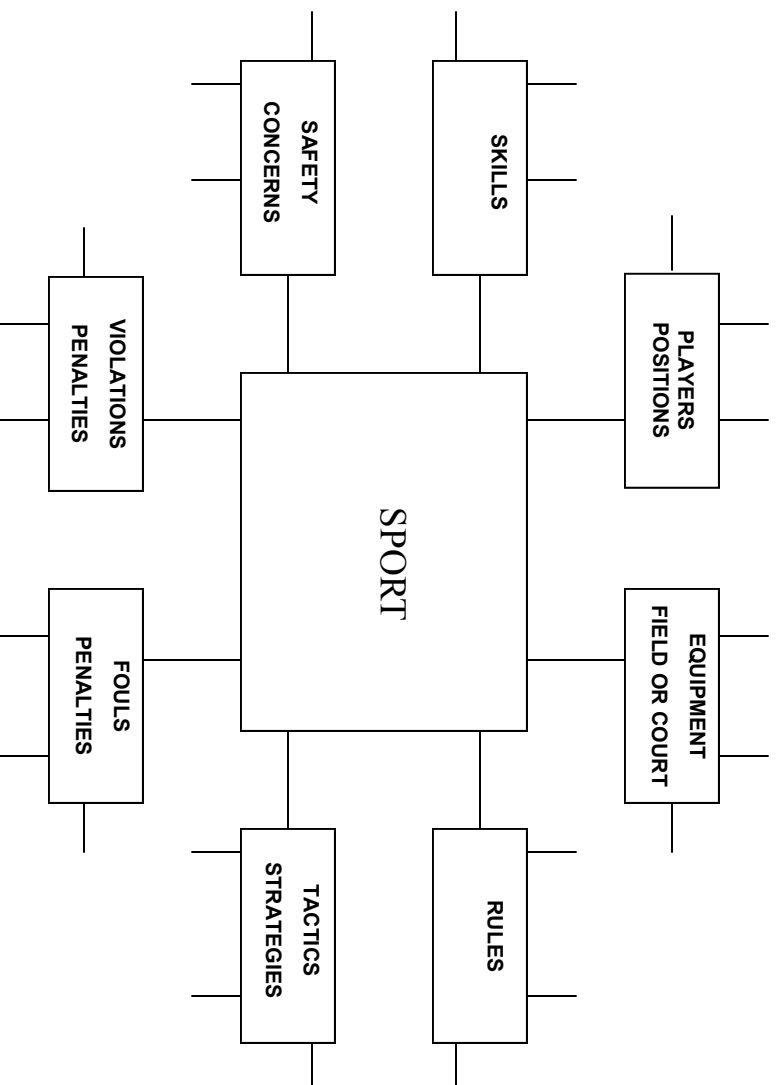 PLAYERS
POSITIONS
EQUIPMENT
FIELD OR COURT
SKILLS
SPORT
RULES
SAFETY
CONCERNS
TACTICS
STRATEGIES
VIOLATIONS
PENALTIES
FOULS
PENALTIES